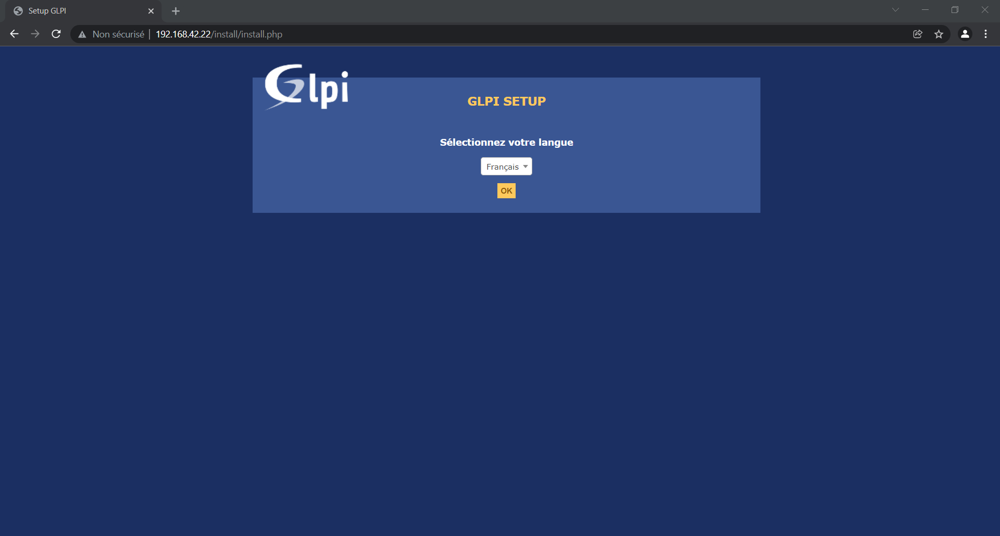 Setup GLPI
Non sécurisé | 192.168.42.22/install/install.php
Glpi
GLPI SETUP
Sélectionnez votre langue
Français
OK